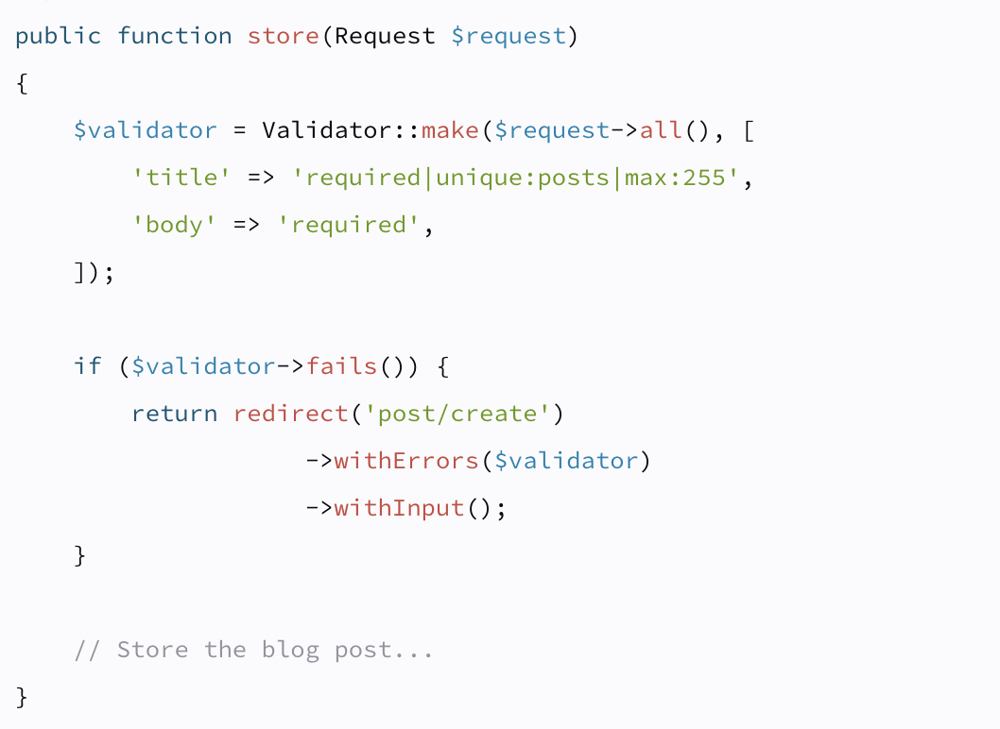 public function store(Request $request)
{
    $validator = Validator::make($request->all(), [
        'title' => 'required|unique:posts|max:255',
        'body' => 'required',
    ]);

    if ($validator->fails()) {
        return redirect('post/create')
                    ->withErrors($validator)
                    ->withInput();
    }

    // Store the blog post...
}